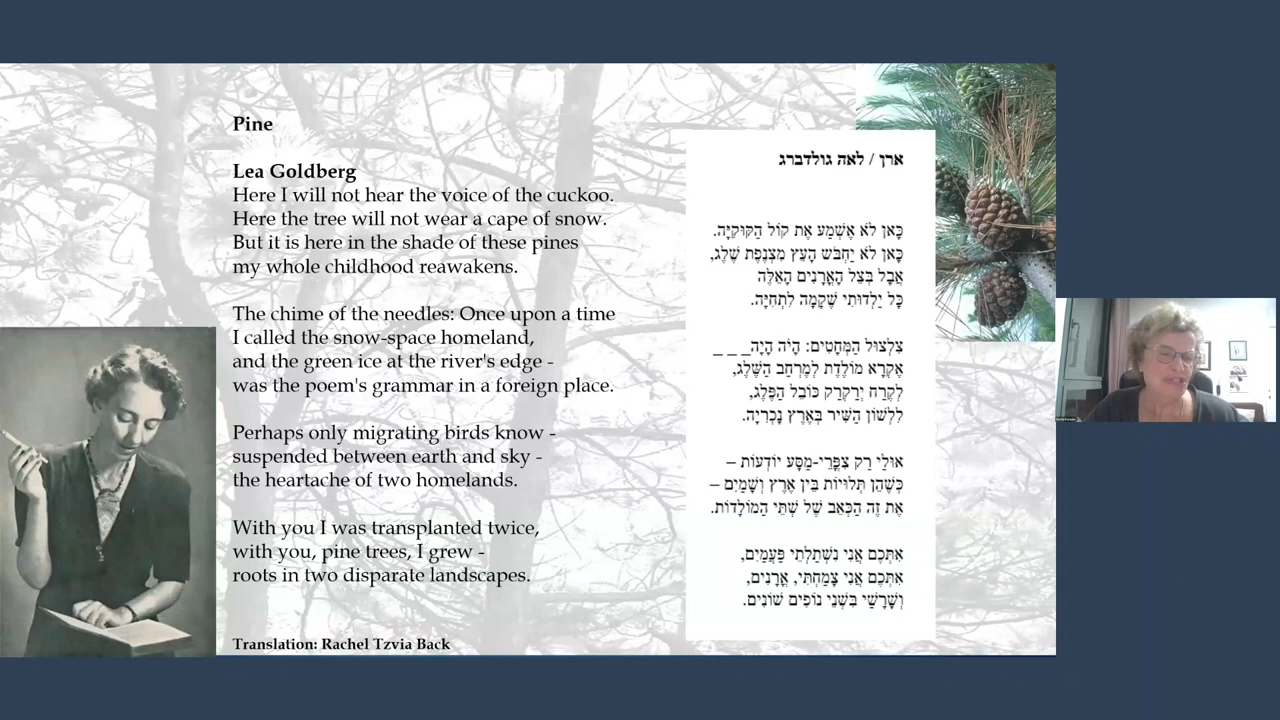 Pine
Lea Goldberg
Here I will not hear the voice of the cuckoo.
Here the tree will not wear a cape of snow.
But it is here in the shade of these pines
my whole childhood reawakens.
The chime of the needles: Once upon a time
I called the snow-space homeland,
and the green ice at the river's edge -
was the poem's grammar in a foreign place.
Perhaps only migrating birds know -
suspended between earth and sky -
the heartache of two homelands.
With you I was transplanted twice,
with you, pine trees, I grew -
roots in two disparate landscapes.
Translation: Rachel Tzvia Back
ארן / לאה גולדברג
כָּאן לֹא אֶשְׁמַע אֶת קוֹל הַקּוּקִיָּה.
כָּאן לֹא יַחְבֹּשׁ הָעֵץ מִצְנֶפֶת שֶׁלֶג,
אֲבָל בְּצֵל הָאֳרָנִים הָאֵלֶּה
כָּל יַלְדוּתִי שֶׁקָּמָה לִתְחִיָּה.
צִלְצוּל הַמְּחָטִים: הָיֹה הָיָה_ _ _
אֶקְרָא מוֹלֶדֶת לְמֶרְחַב הַשֶּׁלֶג,
לְקֶרַח יְרַקְרַק כּוֹבֵל הַפֶּלֶג,
לִלְשׁוֹן הַשִּׁיר בְּאֶרֶץ נָכְרִיָּה.
אוּלַי רַק צִפֳּרֵי-מַסָּע יוֹדְעוֹת –
כְּשֶׁהֵן תְּלוּיוֹת בֵּין אֶרֶץ וְשָׁמַיִם –
אֶת זֶה הַכְּאֵב שֶׁל שְׁתֵּי הַמּוֹלָדוֹת.
אִתְּכֶם אֲנִי נִשְׁתַּלְתִּי פַּעֲמַיִם,
אִתְּכֶם אֲנִי צָמַחְתִּי, אֳרָנִים,
וְשָׁרָשַׁי בִּשְׁנֵי נוֹפִים שׁוֹנִים.